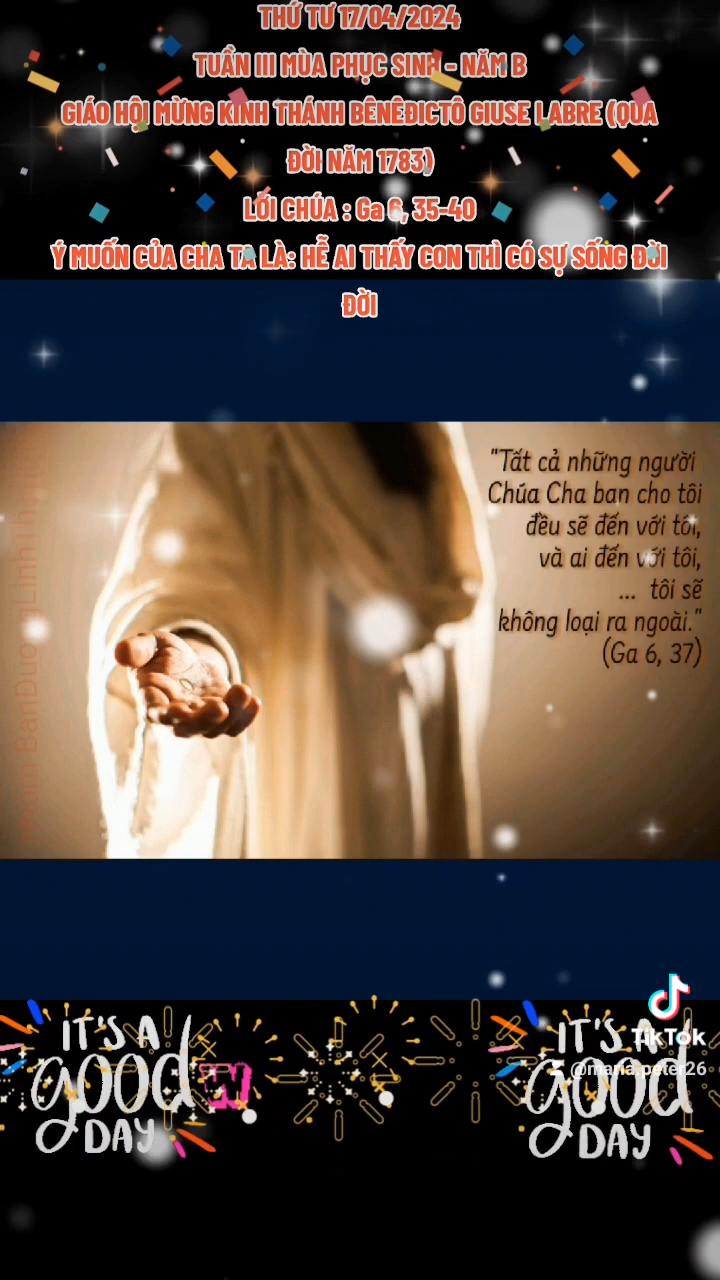 THỨ TƯ 17/04/2024
TUẦN III MÙA PHỤC SINH - NĂM B
GIÁO HỘI MỪNG KÍNH THÁNH BÊNÊĐICTÔ GIUSE LABRE (QUA
ĐỜI NĂM 1783)
LỐI CHÚA : Ga 6, 35-40
Ý MUỐN CỦA CHA TA LÀ: HỄ AI THẤY CON THÌ CÓ SỰ SỐNG ĐỜI
ĐỜI
"Tất cả những người
Chúa Cha ban cho tôi
đều sẽ đến với tôi,
và ai đến với tôi,
... tôi sẽ
không loại ra ngoài."
(Ga 6, 37)
IT'S A
good
DAY
W
IT'S A
good
DAY
TikTok
@maria.peter26